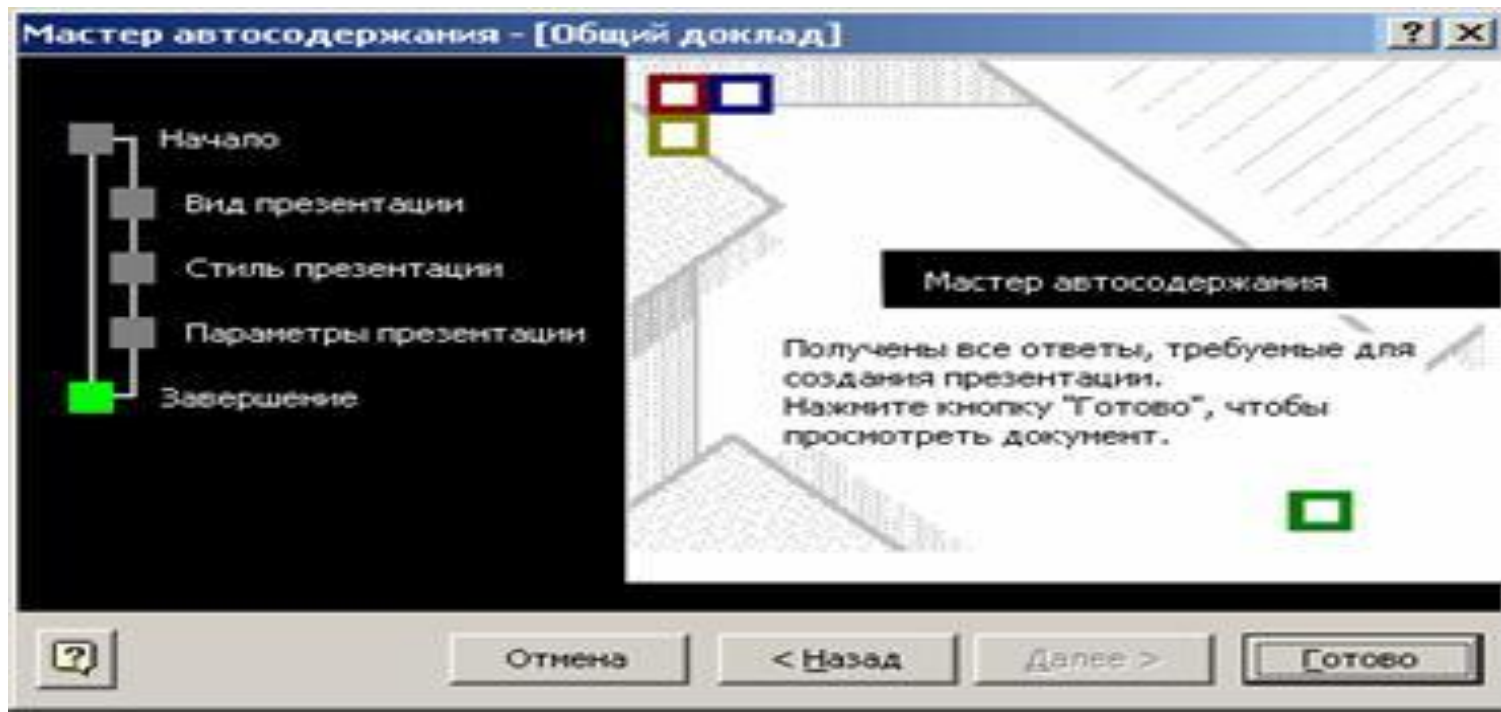 Мастер автосодержания - [Общий доклад]
Начало
Вид презентации
Стиль презентации
Параметры презентации
Завершение
Мастер автосодержания
Получены все ответы, требуемые для
создания презентации.
Нажмите кнопку "Готово", чтобы
просмотреть документ.
Отмена
< Назад
Далее >
Готово